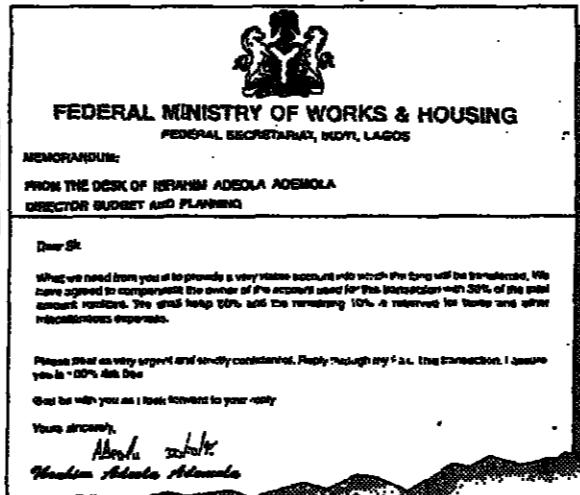 FEDERAL MINISTRY OF WORKS & HOUSING
FEDERAL SECRETARIAT, LAGOS
MEMORANDUM:
FROM THE DESK OF IBRAHIM ADEOLA ADEMOLA
DIRECTOR BUDGET AND PLANNING
Dear Sir
What we need from you is to provide a very viable account into which the fund will be transferred. We
have agreed to compensate the owner of the account used for this transaction with 30% of the total
amount We shall keep 60% and the remaining 10% is reserved for taxes and other
miscellaneous expenses.
Please treat as very urgent and strictly confidential. Reply through my This transaction, I assure
you is 100% risk free
God be with you as I look forward to your reply
Yours sincerely,
Ibrahim Adeola Ademola